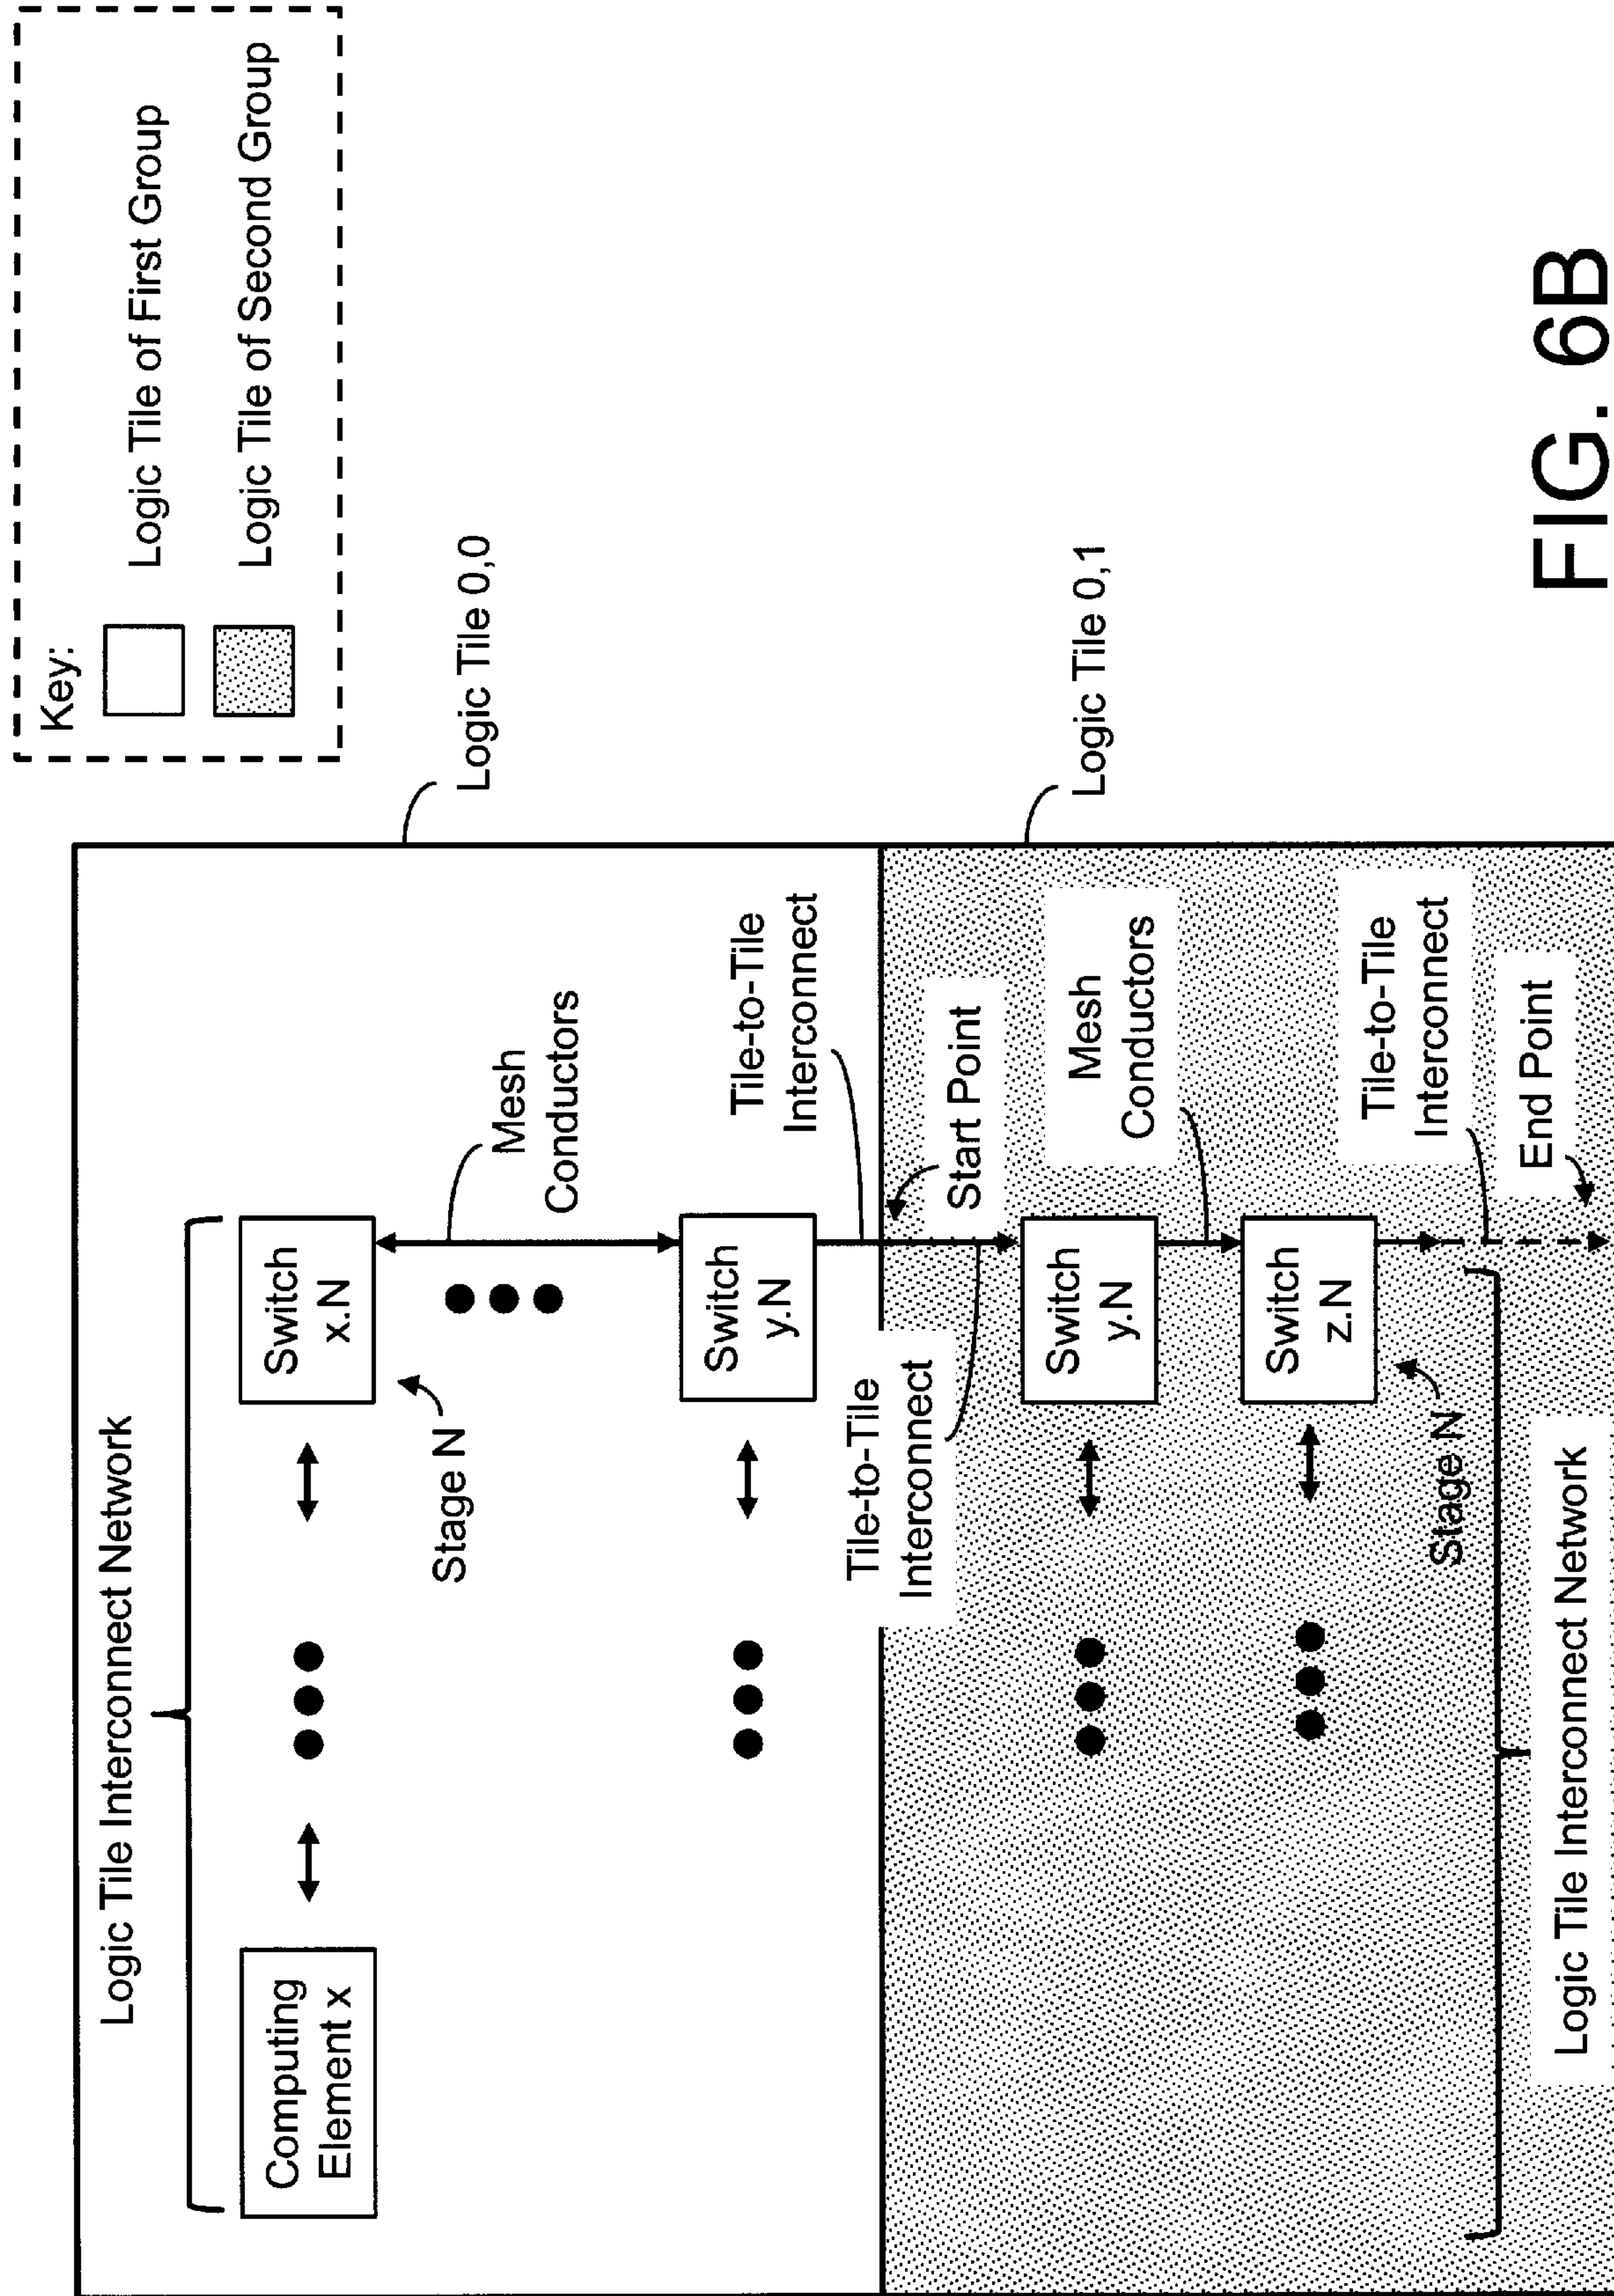 Key:
Logic Tile of First Group
Logic Tile of Second Group
Logic Tile 0,0
Logic Tile Interconnect Network
Computing
Element x
Switch
x.N
Stage N
Mesh
Conductors
Switch
y.N
Tile-to-Tile
Interconnect
Logic Tile 0,1
Tile-to-Tile
Interconnect
Start Point
Switch
y.N
Mesh
Conductors
Switch
z.N
Stage N
Tile-to-Tile
Interconnect
End Point
Logic Tile Interconnect Network
FIG. 6B